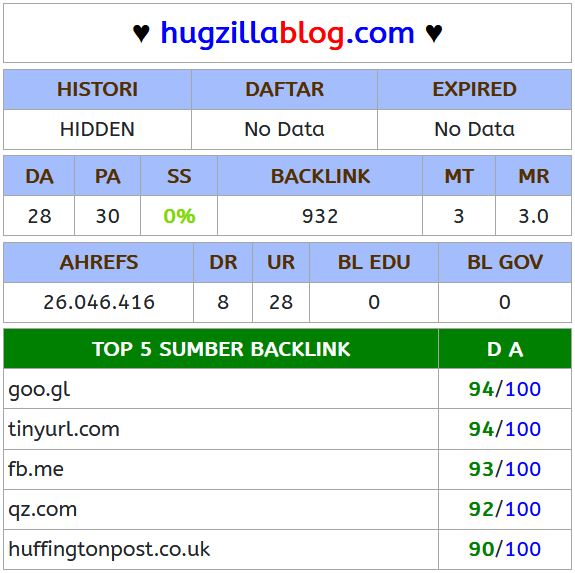 ♥ hugzillablog.com ♥
HISTORI DAFTAR EXPIRED
HIDDEN No Data No Data
DA PA SS BACKLINK MT MR
28 30 0% 932 3 3.0
AHREFS DR UR BL EDU BL GOV
26.046.416 8 28 0 0
TOP 5 SUMBER BACKLINK D A
goo.gl 94/100
tinyurl.com 94/100
fb.me 93/100
qz.com 92/100
huffingtonpost.co.uk 90/100